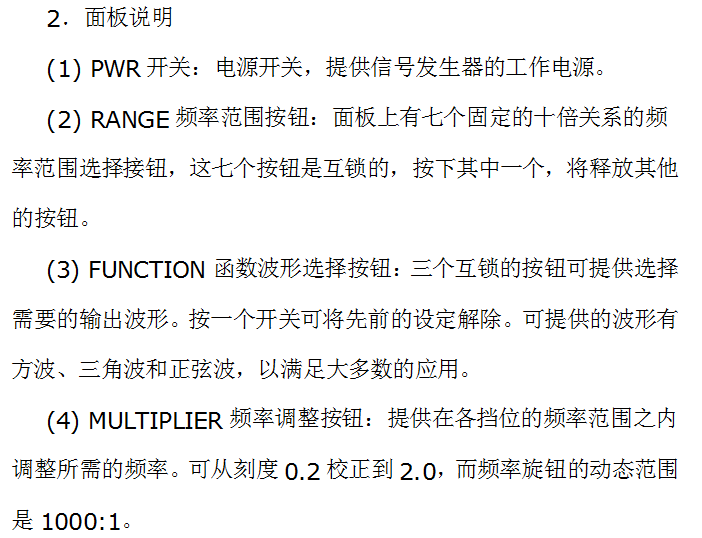 2．面板说明
(1) PWR 开关：电源开关，提供信号发生器的工作电源。
(2) RANGE 频率范围按钮：面板上有七个固定的十倍关系的频
率范围选择接钮，这七个按钮是互锁的，按下其中一个，将释放其他
的按钮。
(3) FUNCTION 函数波形选择按钮：三个互锁的按钮可提供选择
需要的输出波形。按一个开关可将先前的设定解除。可提供的波形有
方波、三角波和正弦波，以满足大多数的应用。
(4) MULTIPLIER 频率调整按钮：提供在各挡位的频率范围之内
调整所需的频率。可从刻度 0.2 校正到 2.0，而频率旋钮的动态范围
是 1000:1。